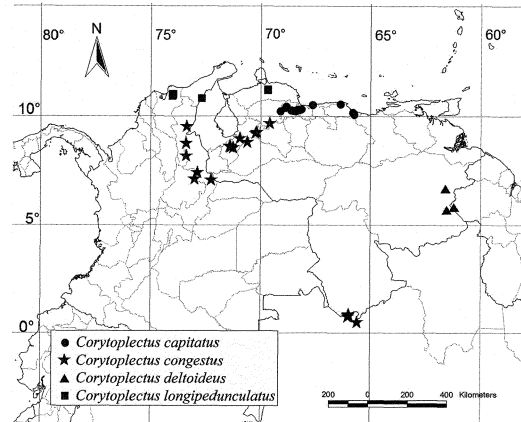 80° 75° 70° 65° 60°
N
10°
5°
0°
Corytoplectus capitatus
Corytoplectus congestus
Corytoplectus deltoideus
Corytoplectus longipedunculatus
200 0 200 400 Kilometers